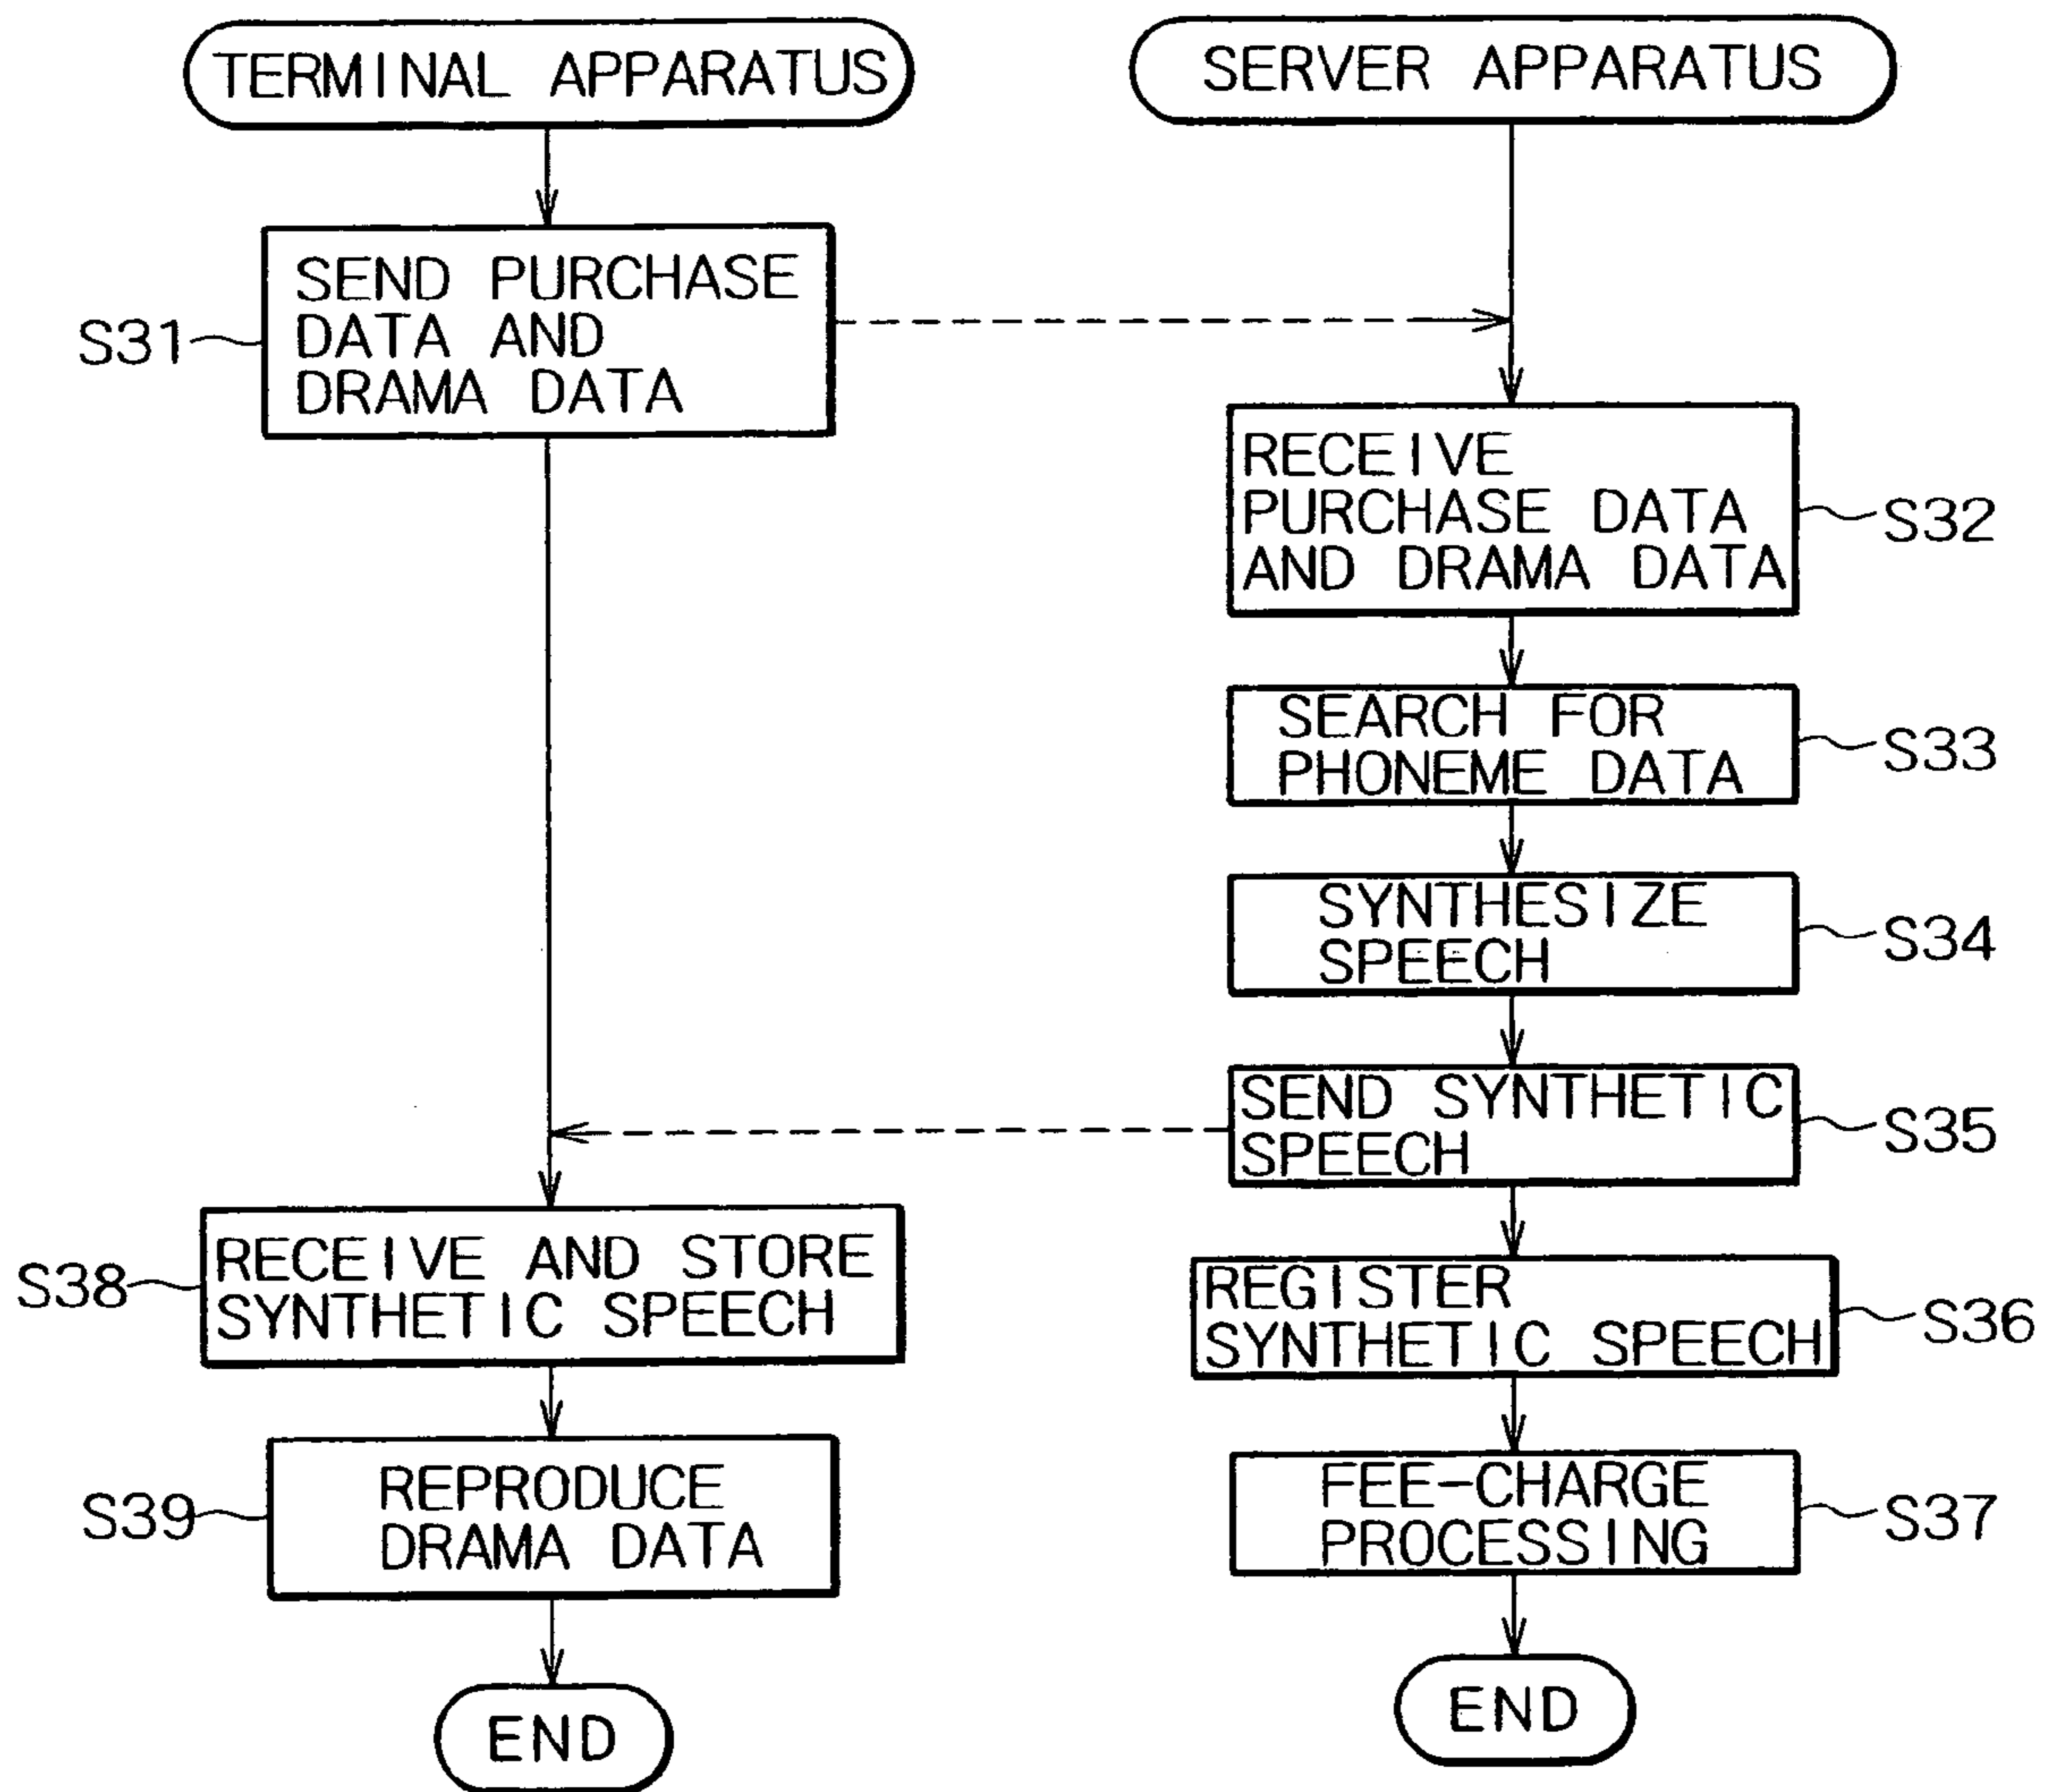 TERMINAL APPARATUS
SERVER APPARATUS
SEND PURCHASE
DATA AND
DRAMA DATA
S31
RECEIVE
PURCHASE DATA
AND DRAMA DATA
S32
SEARCH FOR
PHONEME DATA
S33
SYNTHESIZE
SPEECH
S34
SEND SYNTHETIC
SPEECH
S35
RECEIVE AND STORE
SYNTHETIC SPEECH
S38
REGISTER
SYNTHETIC SPEECH
S36
REPRODUCE
DRAMA DATA
S39
FEE-CHARGE
PROCESSING
S37
END
END